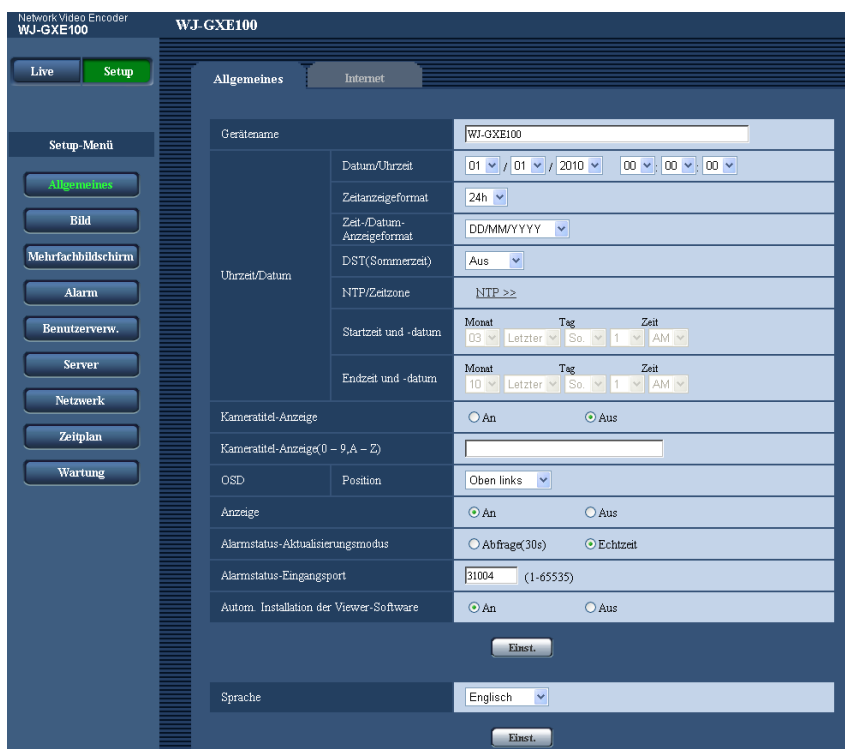 Network Video Encoder
WJ-GXE100
WJ-GXE100
Live Setup
Setup-Menü
Allgemeines
Bild
Mehrfachbildschirm
Alarm
Benutzerverw.
Server
Netzwerk
Zeitplan
Wartung
Allgemeines Internet
Gerätename WJ-GXE100
Uhrzeit/Datum
Datum/Uhrzeit 01 / 01 / 2010 00 : 00 : 00
Zeitanzeigeformat 24h
Zeit-/Datum-
Anzeigeformat DD/MM/YYYY
DST(Sommerzeit) Aus
NTP/Zeitzone NTP >>
Startzeit und -datum
Monat Tag Zeit
03 Letzter So. 1 AM
Endzeit und -datum
Monat Tag Zeit
10 Letzter So. 1 AM
Kameratitel-Anzeige An Aus
Kameratitel-Anzeige(0 – 9,A – Z)
OSD Position Oben links
Anzeige An Aus
Alarmstatus-Aktualisierungsmodus Abfrage(30s) Echtzeit
Alarmstatus-Eingangsport 31004 (1-65535)
Autom. Installation der Viewer-Software An Aus
Einst.
Sprache Englisch
Einst.